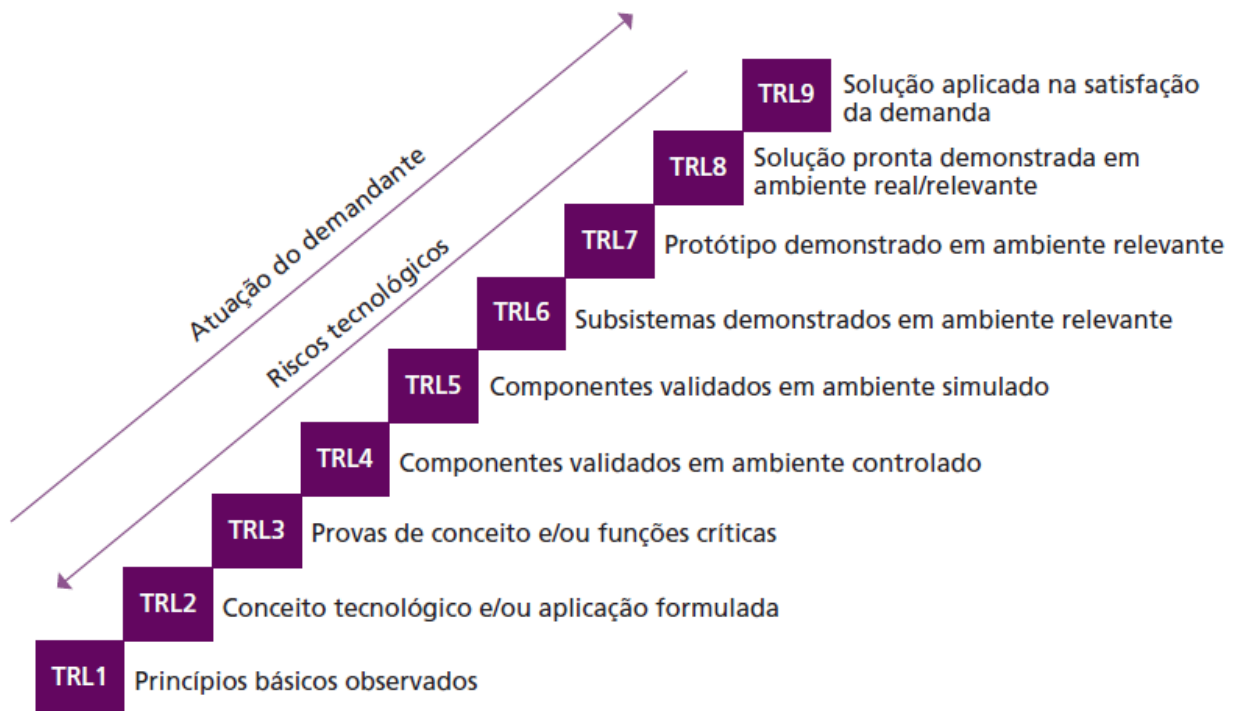 Atuação do demandante
Riscos tecnológicos
TRL9
Solução aplicada na satisfação
da demanda
TRL8
Solução pronta demonstrada em
ambiente real/relevante
TRL7
Protótipo demonstrado em ambiente relevante
TRL6
Subsistemas demonstrados em ambiente relevante
TRL5
Componentes validados em ambiente simulado
TRL4
Componentes validados em ambiente controlado
TRL3
Provas de conceito e/ou funções críticas
TRL2
Conceito tecnológico e/ou aplicação formulada
TRL1
Princípios básicos observados